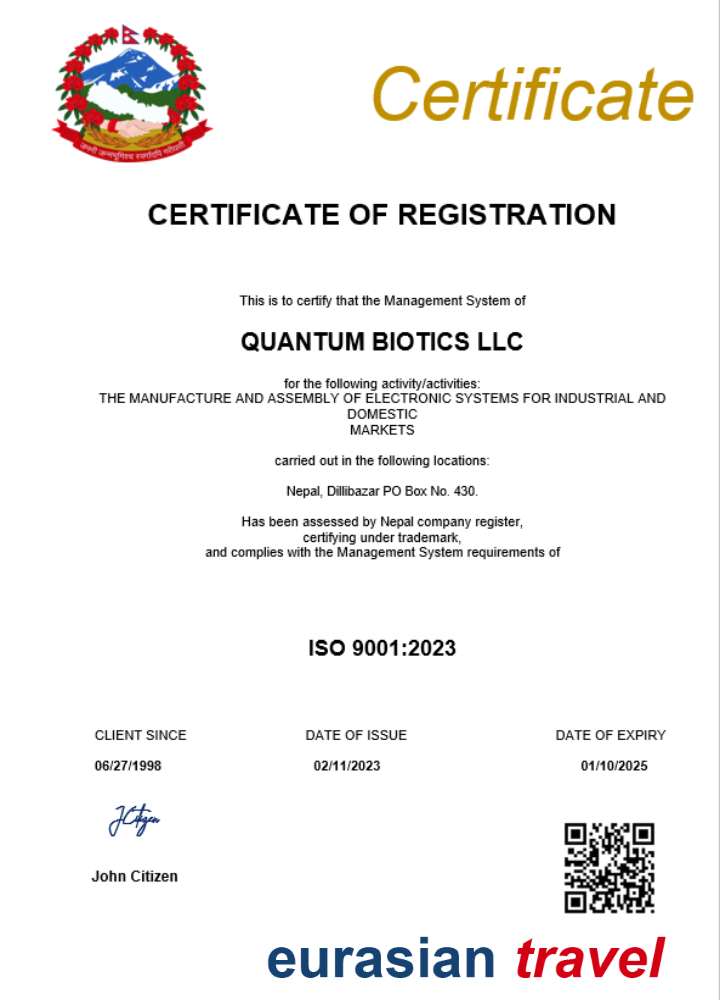 जननी जन्मभूमिश्च स्वर्गादपि गरीयसी
Certificate
CERTIFICATE OF REGISTRATION
This is to certify that the Management System of
QUANTUM BIOTICS LLC
for the following activity/activities:
THE MANUFACTURE AND ASSEMBLY OF ELECTRONIC SYSTEMS FOR INDUSTRIAL AND
DOMESTIC
MARKETS
carried out in the following locations:
Nepal, Dillibazar PO Box No. 430.
Has been assessed by Nepal company register,
certifying under trademark,
and complies with the Management System requirements of
ISO 9001:2023
CLIENT SINCE DATE OF ISSUE DATE OF EXPIRY
06/27/1998 02/11/2023 01/10/2025
JCitizen
John Citizen
eurasian travel